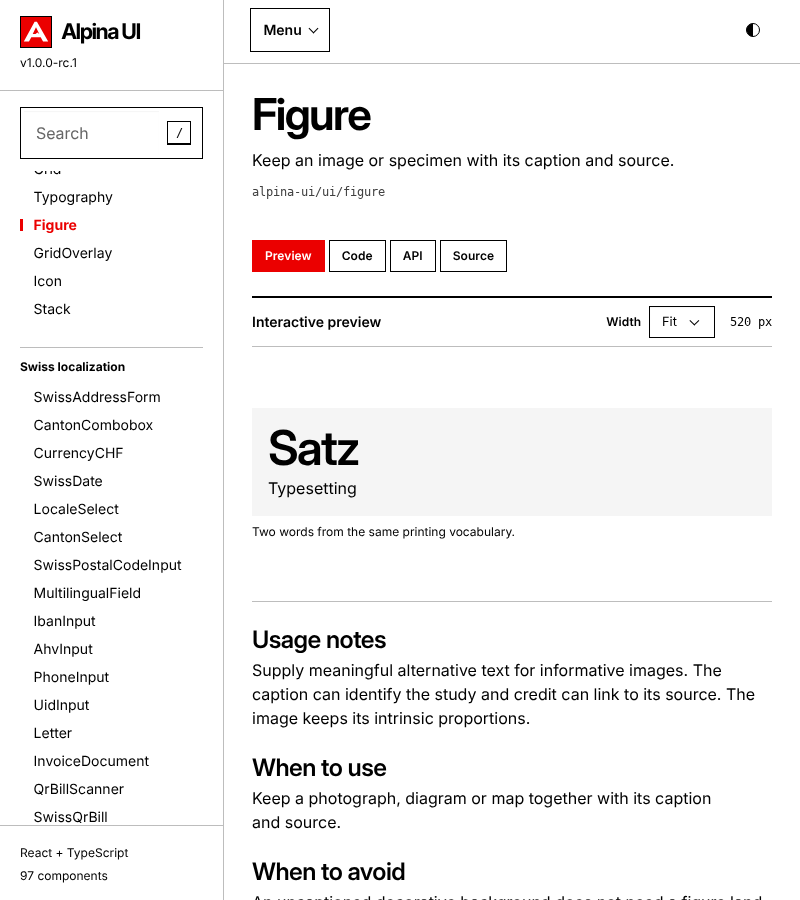 Alpina UI
v1.0.0-rc.1
Search
/
Typography
Figure
GridOverlay
Icon
Stack
Swiss localization
SwissAddressForm
CantonCombobox
CurrencyCHF
SwissDate
LocaleSelect
CantonSelect
SwissPostalCodeInput
MultilingualField
IbanInput
AhvInput
PhoneInput
UidInput
Letter
InvoiceDocument
QrBillScanner
SwissQrBill
React + TypeScript
97 components
Menu
Figure
Keep an image or specimen with its caption and source.
alpina-ui/ui/figure
Preview
Code
API
Source
Interactive preview
Width
Fit
520 px
Satz
Typesetting
Two words from the same printing vocabulary.
Usage notes
Supply meaningful alternative text for informative images. The
caption can identify the study and credit can link to its source. The
image keeps its intrinsic proportions.
When to use
Keep a photograph, diagram or map together with its caption
and source.
When to avoid